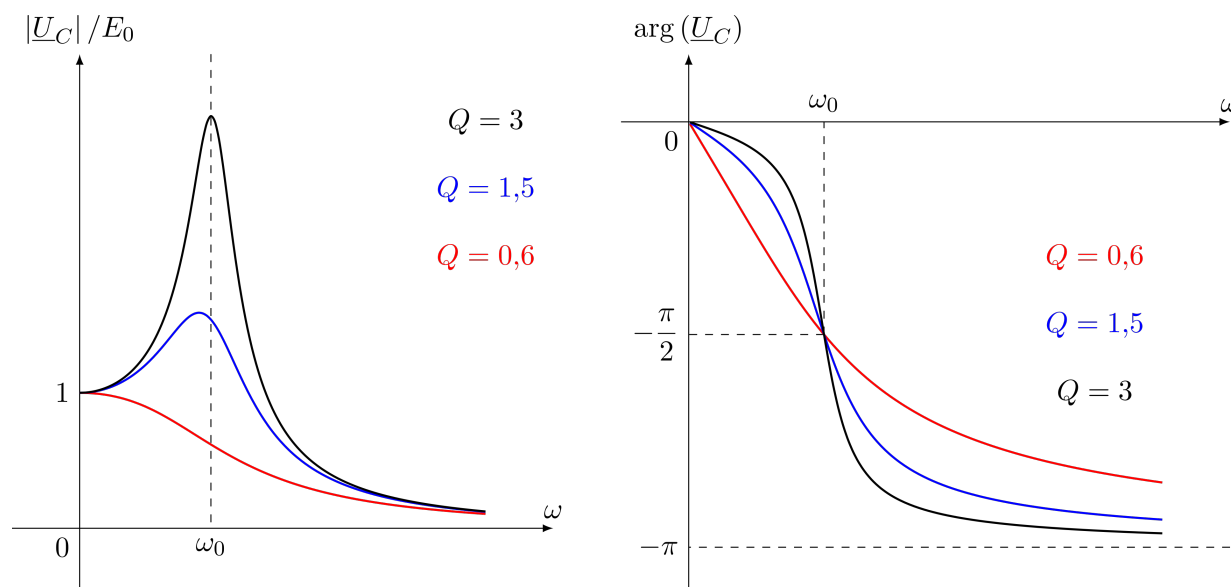 |U_C| /E_0
Q = 3
Q = 1,5
Q = 0,6
1
0
ω_0
ω
arg (U_C)
ω_0
ω
0
Q = 0,6
−π/2
Q = 1,5
Q = 3
−π